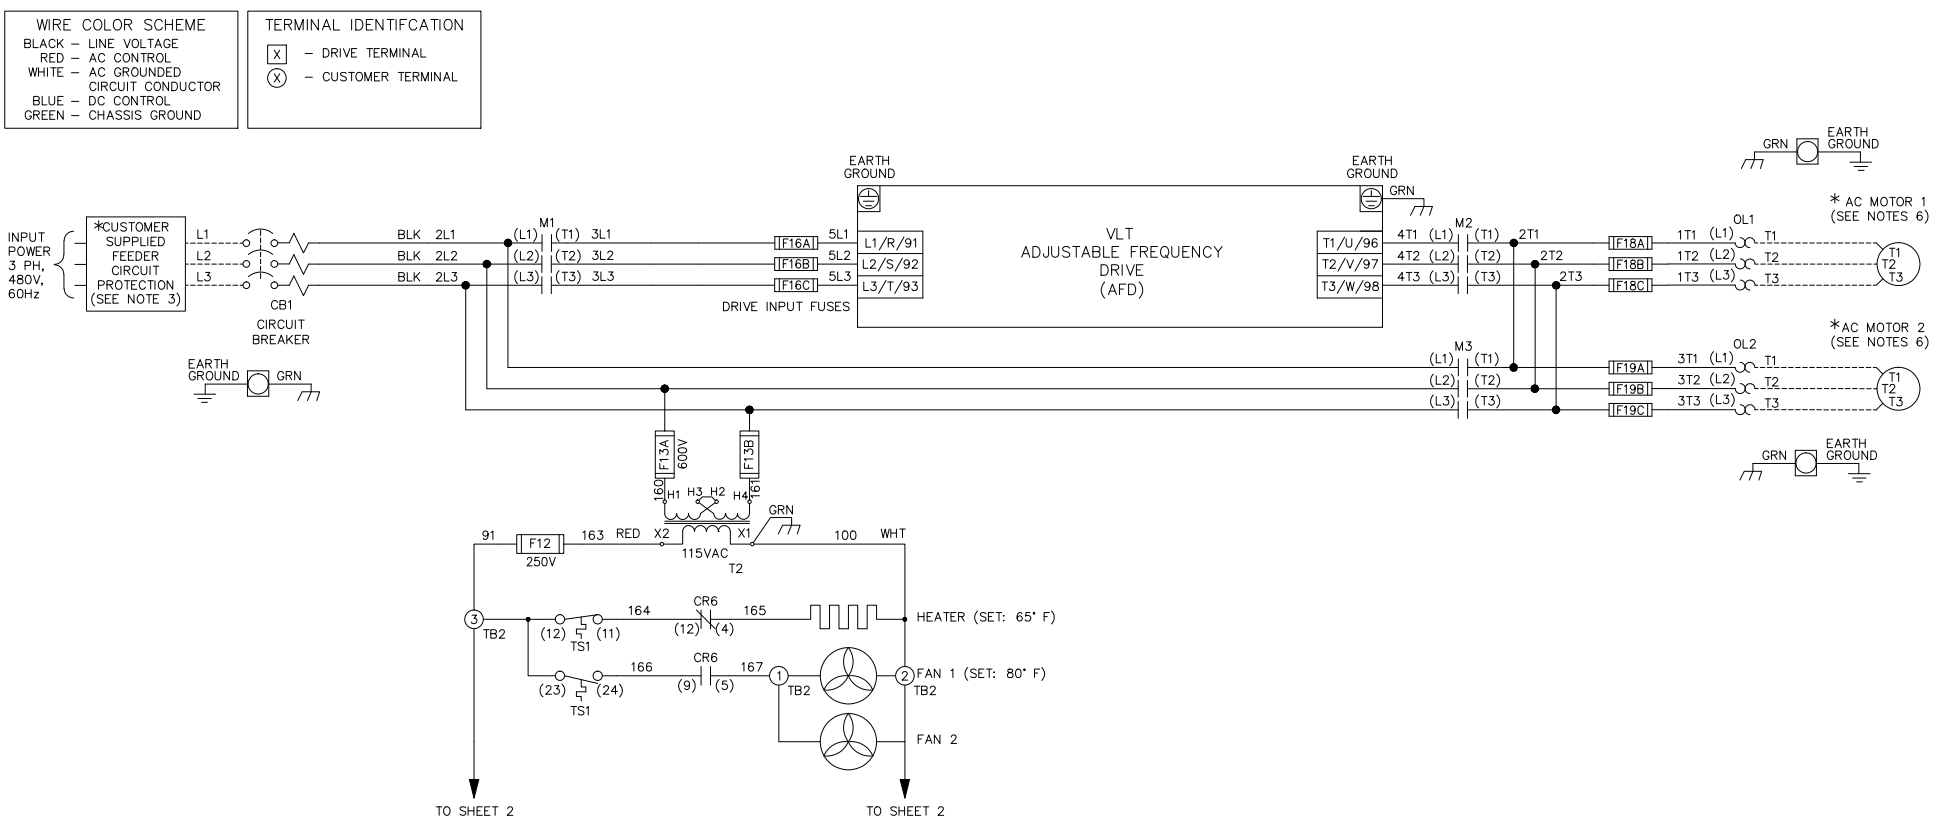 WIRE COLOR SCHEME
BLACK – LINE VOLTAGE
RED – AC CONTROL
WHITE – AC GROUNDED
CIRCUIT CONDUCTOR
BLUE – DC CONTROL
GREEN – CHASSIS GROUND
TERMINAL IDENTIFCATION
X – DRIVE TERMINAL
X – CUSTOMER TERMINAL
INPUT
POWER
3 PH,
480V,
60Hz
*CUSTOMER
SUPPLIED
FEEDER
CIRCUIT
PROTECTION
(SEE NOTE 3)
L1
L2
L3
CB1
CIRCUIT
BREAKER
EARTH
GROUND
GRN
BLK 2L1
BLK 2L2
BLK 2L3
M1
(L1) (T1) 3L1
(L2) (T2) 3L2
(L3) (T3) 3L3
F16A 5L1
F16B 5L2
F16C 5L3
DRIVE INPUT FUSES
EARTH
GROUND
L1/R/91
L2/S/92
L3/T/93
VLT
ADJUSTABLE FREQUENCY
DRIVE
(AFD)
EARTH
GROUND
GRN
T1/U/96
T2/V/97
T3/W/98
M2
4T1 (L1) (T1) 2T1
4T2 (L2) (T2) 2T2
4T3 (L3) (T3) 2T3
F18A
F18B
F18C
OL1
1T1 (L1) T1
1T2 (L2) T2
1T3 (L3) T3
GRN
EARTH
GROUND
* AC MOTOR 1
(SEE NOTES 6)
T1
T2
T3
M3
(L1) (T1)
(L2) (T2)
(L3) (T3)
F19A
F19B
F19C
OL2
3T1 (L1) T1
3T2 (L2) T2
3T3 (L3) T3
*AC MOTOR 2
(SEE NOTES 6)
T1
T2
T3
GRN
EARTH
GROUND
F13A
600V
F13B
160
161
H1 H3 H2 H4
GRN
91
F12
250V
163 RED X2
X1
115VAC
T2
100 WHT
3
TB2
(12) (11)
TS1
164
CR6
(12) (4)
165
HEATER (SET: 65° F)
(23) (24)
TS1
166
CR6
(9) (5)
167
1
TB2
2
TB2
FAN 1 (SET: 80° F)
FAN 2
TO SHEET 2
TO SHEET 2